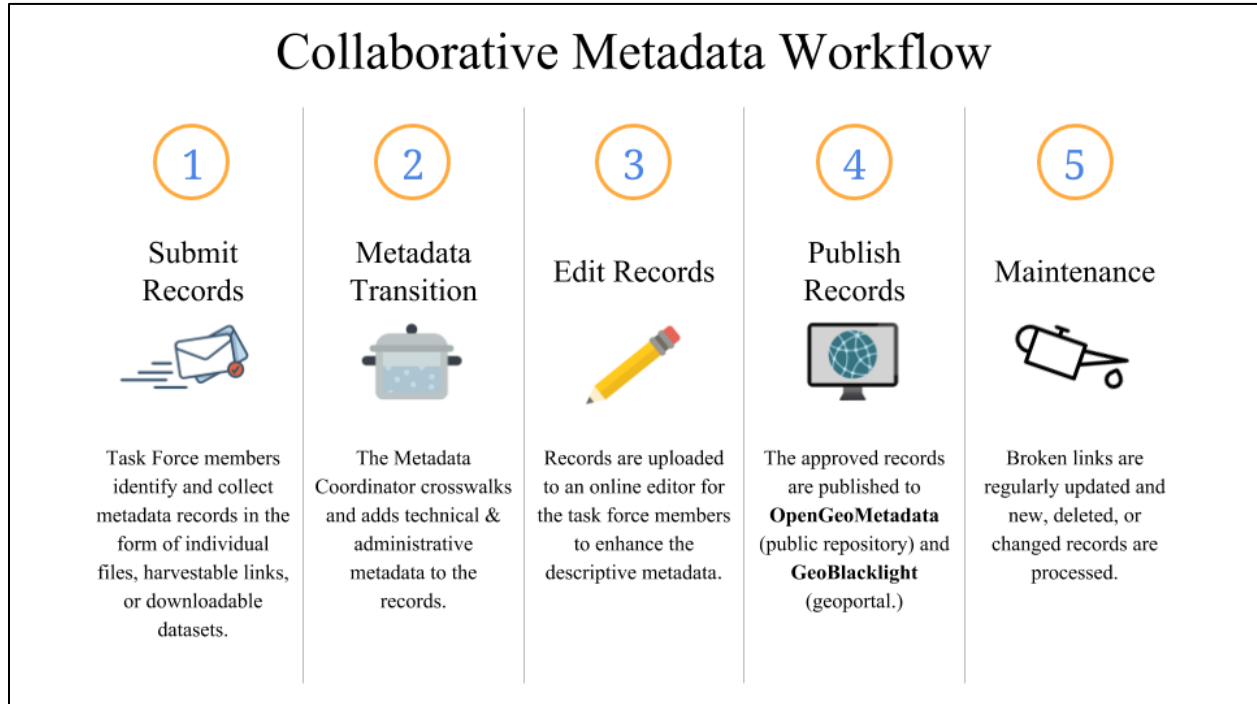 Collaborative Metadata Workflow
1
Submit
Records
Task Force members
identify and collect
metadata records in the
form of individual
files, harvestable links,
or downloadable
datasets.
2
Metadata
Transition
The Metadata
Coordinator crosswalks
and adds technical &
administrative
metadata to the
records.
3
Edit Records
Records are uploaded
to an online editor for
the task force members
to enhance the
descriptive metadata.
4
Publish
Records
The approved records
are published to
OpenGeoMetadata
(public repository) and
GeoBlacklight
(geoportal.)
5
Maintenance
Broken links are
regularly updated and
new, deleted, or
changed records are
processed.